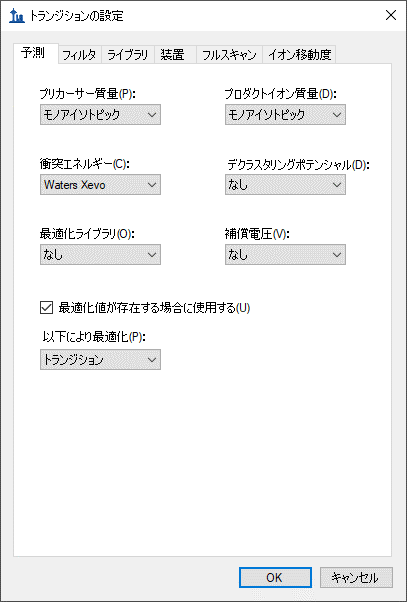 トランジションの設定
予測 フィルタ ライブラリ 装置 フルスキャン イオン移動度
プリカーサー質量(P): プロダクトイオン質量(D):
モノアイソトピック モノアイソトピック
衝突エネルギー(C): デクラスタリングポテンシャル(D):
Waters Xevo なし
最適化ライブラリ(O): 補償電圧(V):
なし なし
最適化値が存在する場合に使用する(U)
以下により最適化(P):
トランジション
OK キャンセル